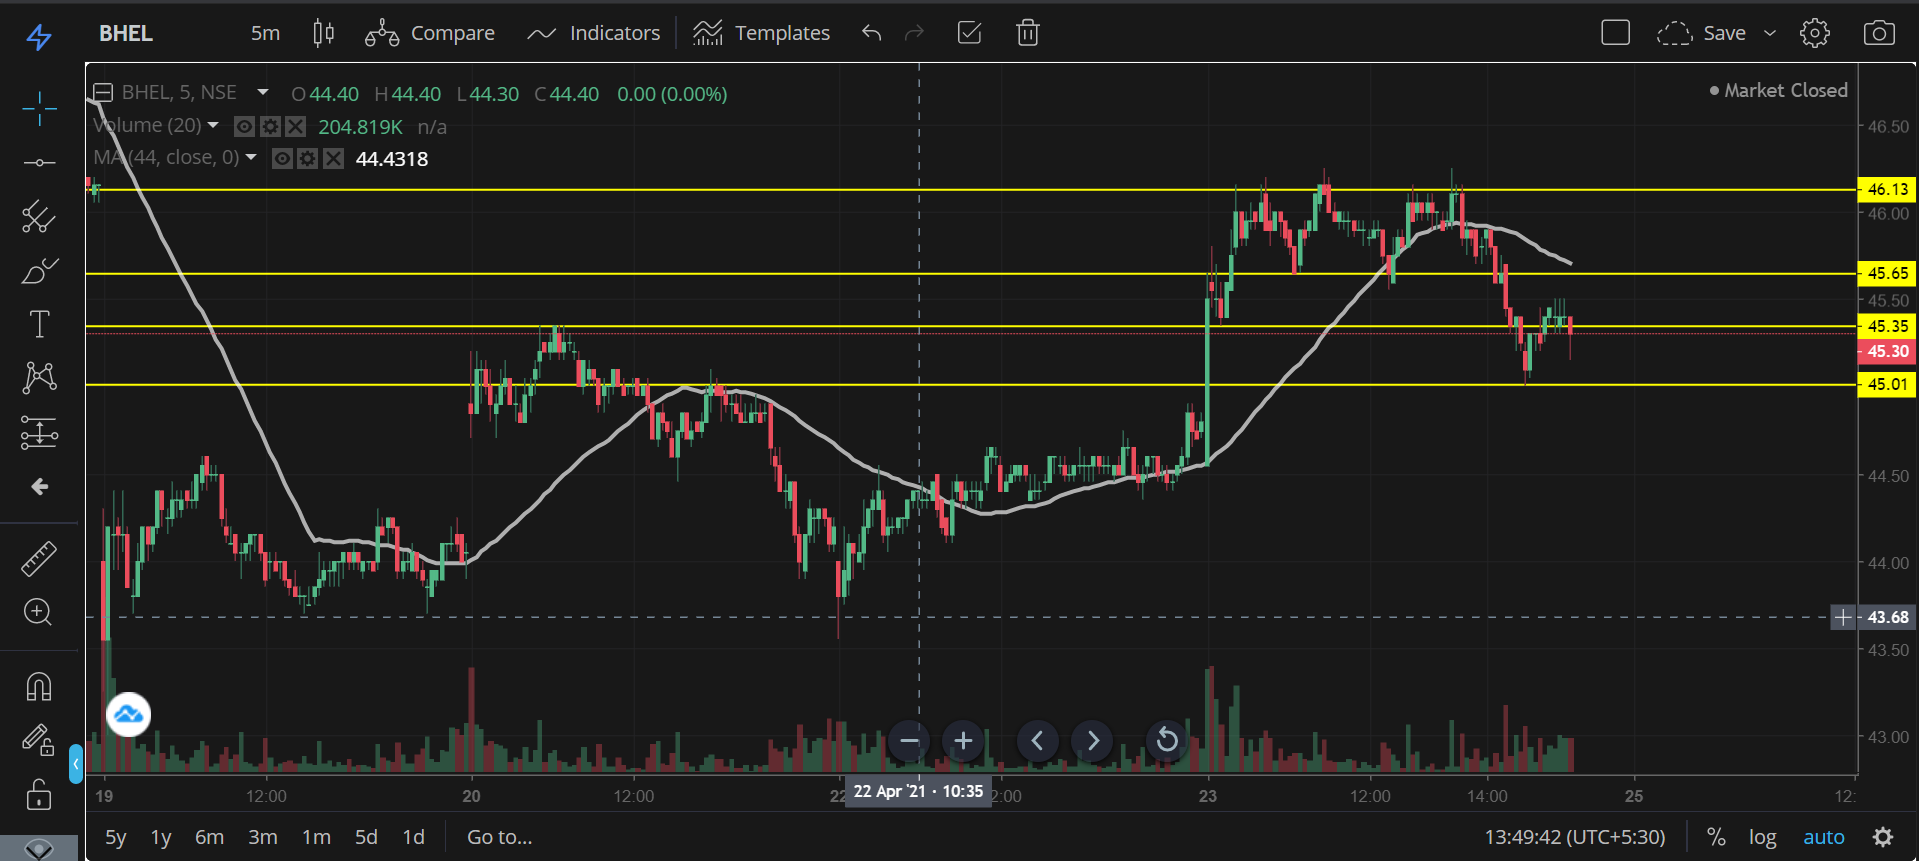 BHEL 5m Compare Indicators Templates Save
BHEL, 5, NSE O 44.40 H 44.40 L 44.30 C 44.40 0.00 (0.00%)
Market Closed
Volume (20) 204.819K n/a
MA (44, close, 0) 44.4318
46.50
46.13
46.00
45.65
45.50
45.35
45.30
45.01
44.50
44.00
43.68
43.50
43.00
19 12:00 20 12:00 22 22 Apr '21 · 10:35 2:00 23 12:00 14:00 25 12:
5y 1y 6m 3m 1m 5d 1d Go to... 13:49:42 (UTC+5:30) % log auto